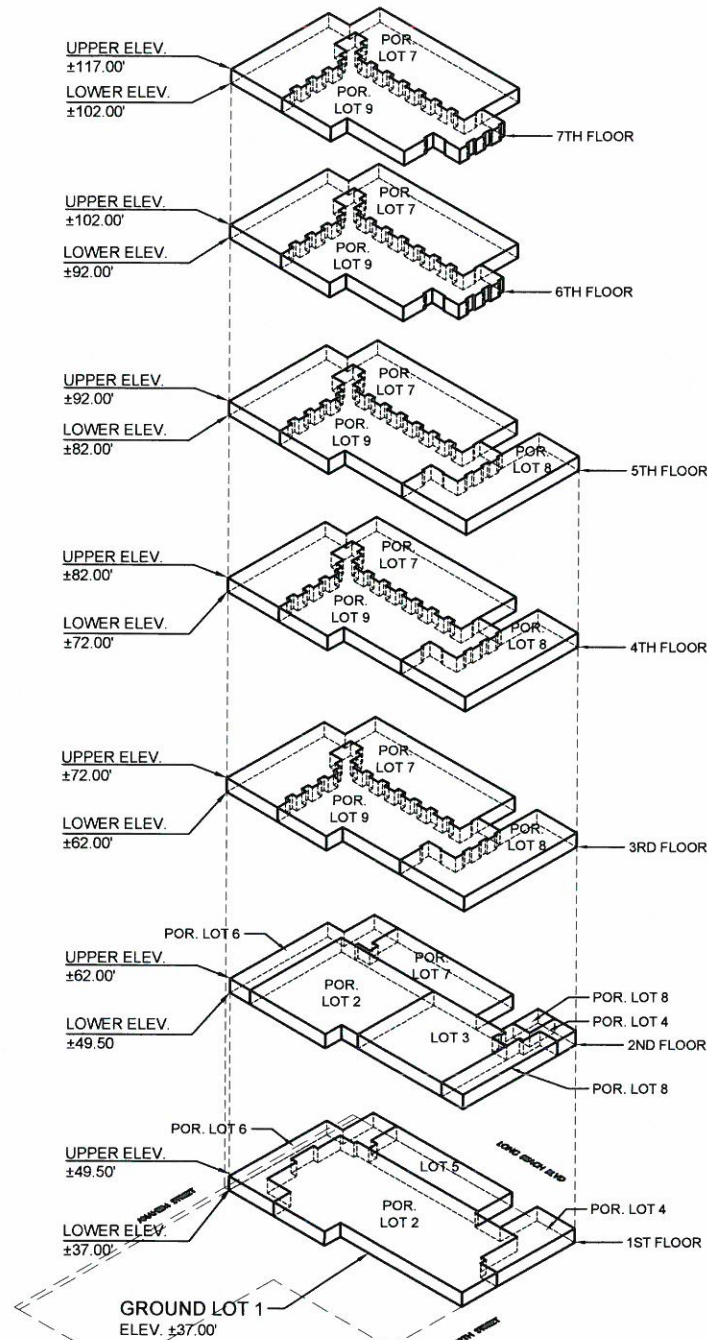 UPPER ELEV.
±117.00'
LOWER ELEV.
±102.00'
POR.
LOT 7
POR.
LOT 9
7TH FLOOR
UPPER ELEV.
±102.00'
LOWER ELEV.
±92.00'
POR.
LOT 7
POR.
LOT 9
6TH FLOOR
UPPER ELEV.
±92.00'
LOWER ELEV.
±82.00'
POR.
LOT 7
POR.
LOT 9
POR.
LOT 8
5TH FLOOR
UPPER ELEV.
±82.00'
LOWER ELEV.
±72.00'
POR.
LOT 7
POR.
LOT 9
POR.
LOT 8
4TH FLOOR
UPPER ELEV.
±72.00'
LOWER ELEV.
±62.00'
POR.
LOT 7
POR.
LOT 9
POR.
LOT 8
3RD FLOOR
POR. LOT 6
UPPER ELEV.
±62.00'
LOWER ELEV.
±49.50
POR.
LOT 7
POR.
LOT 2
LOT 3
POR. LOT 8
POR. LOT 4
2ND FLOOR
POR. LOT 8
POR. LOT 6
UPPER ELEV.
±49.50'
LOWER ELEV.
±37.00'
LOT 5
LONG BEACH BLVD
POR.
LOT 2
POR. LOT 4
1ST FLOOR
STREET
GROUND LOT 1
ELEV. ±37.00'
STREET